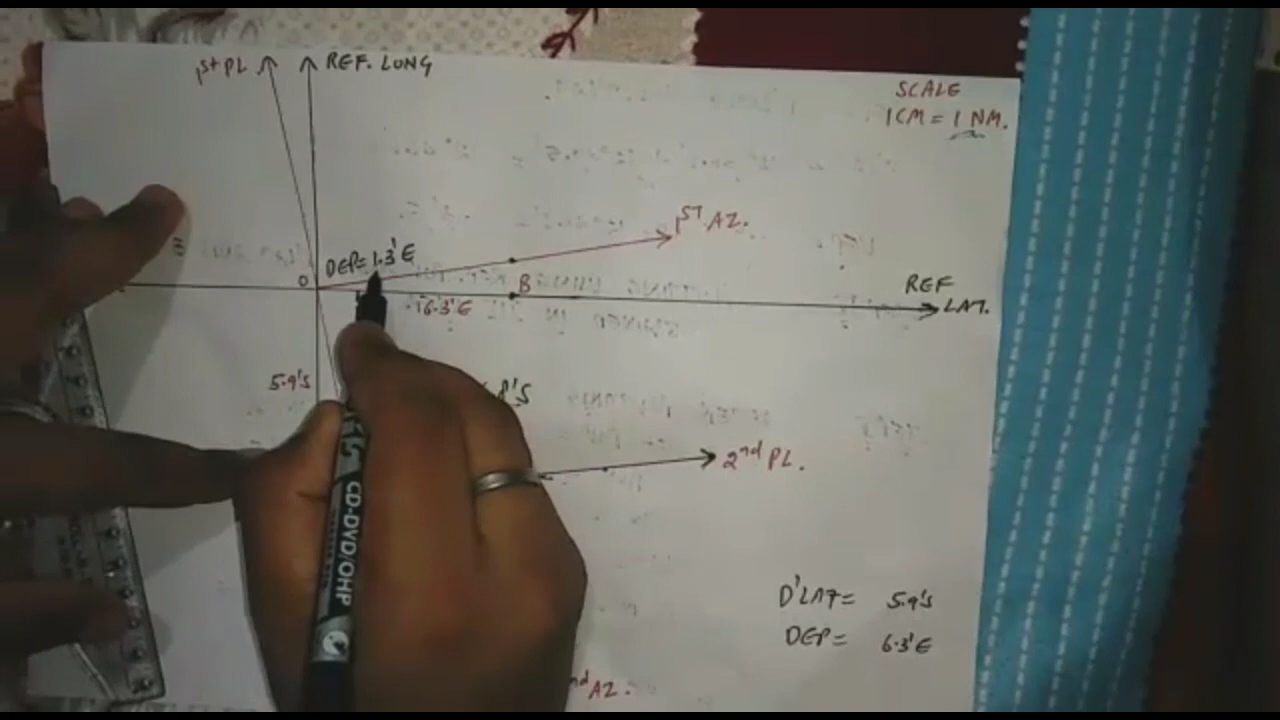 1st PL
REF. LONG
SCALE
1CM = 1 NM.
1ST AZ.
DEP= 1.3'E
O
B
REF
LAT.
6.3'E
5.9'S
'S
2nd PL.
CD-DVD/OHP
D'LAT= 5.9'S
DEP= 6.3'E
nd AZ.